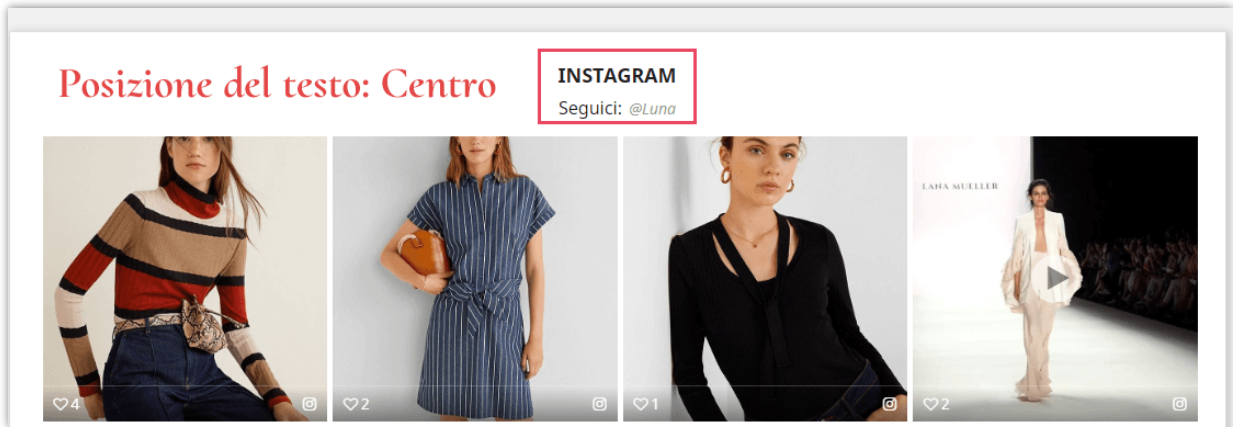 Posizione del testo: Centro
INSTAGRAM
Seguici: @Luna
LANA MUELLER
4
2
1
2